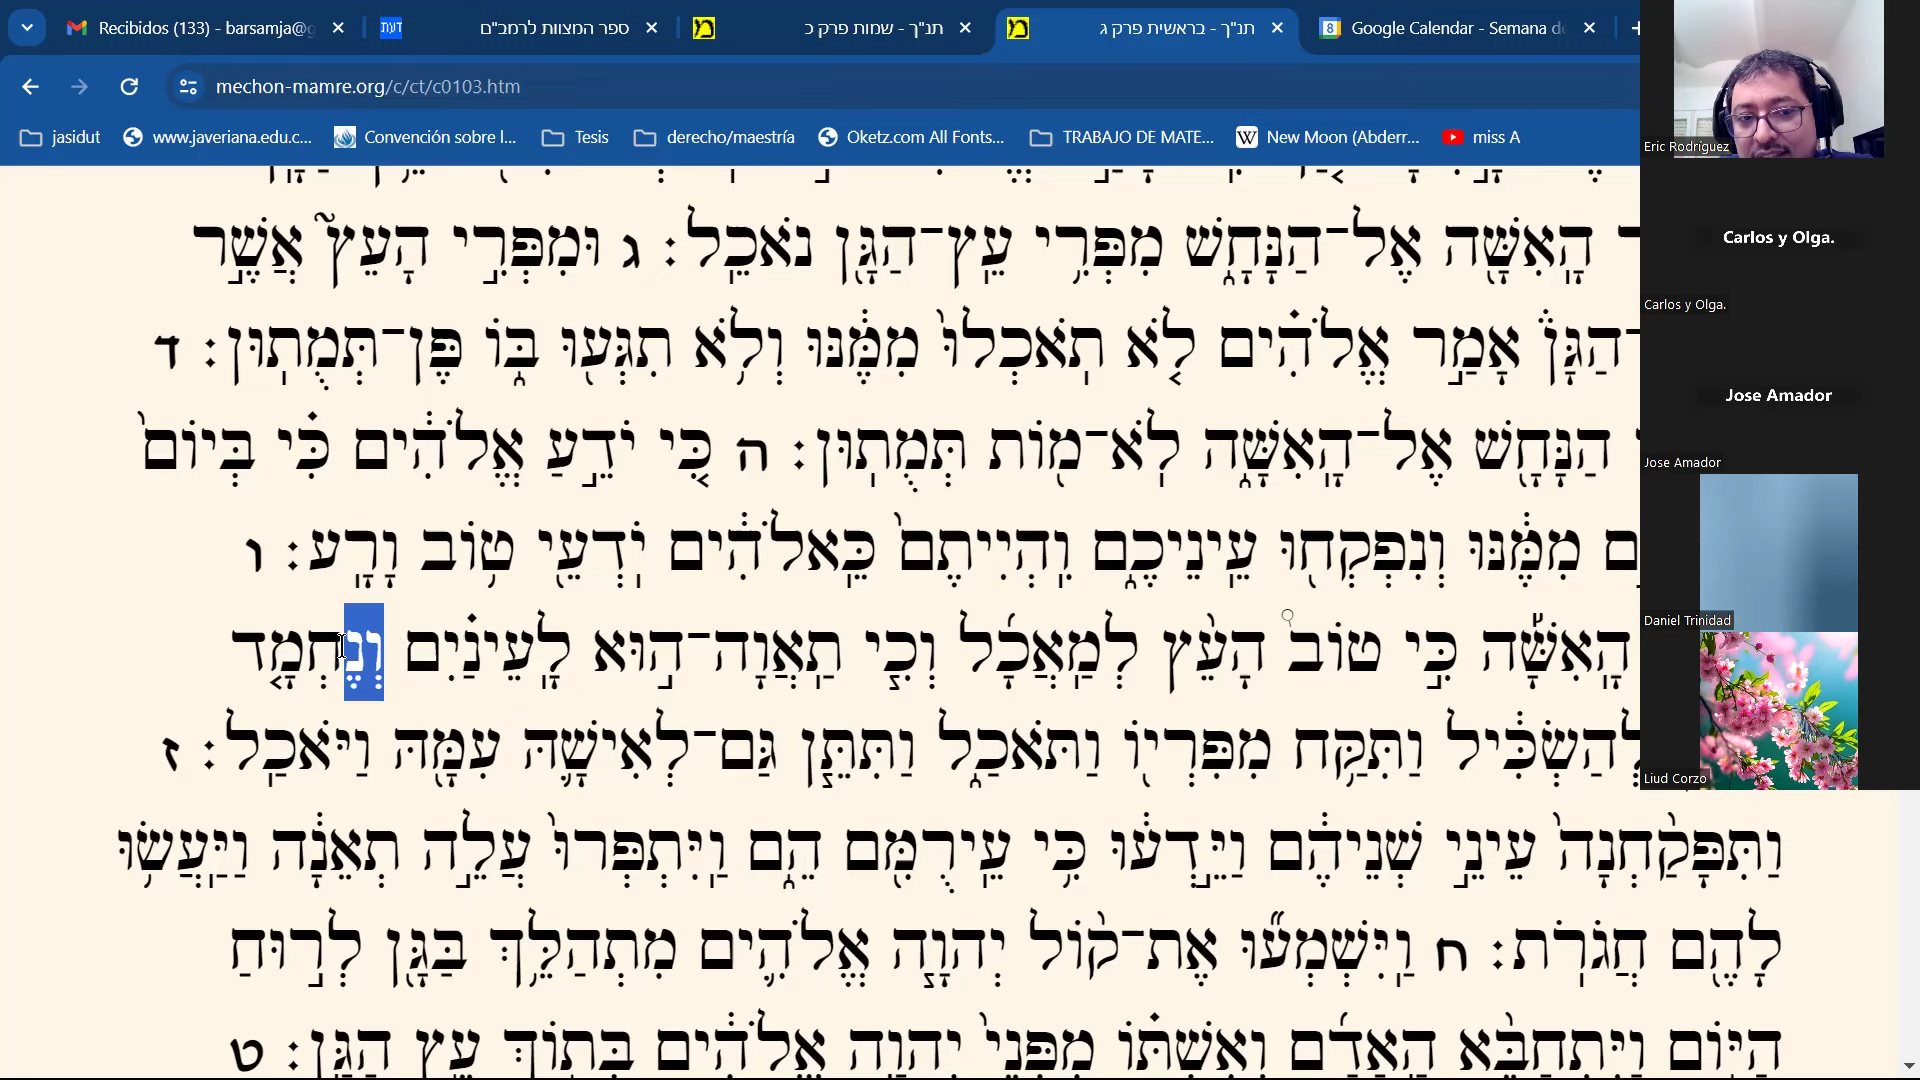 Recibidos (133) - barsamja@g
ספר המצוות לרמב"ם
תנ"ך - שמות פרק כ
תנ"ך - בראשית פרק ג
Google Calendar - Semana de
mechon-mamre.org/c/ct/c0103.htm
jasidut
www.javeriana.edu.c...
Convención sobre l...
Tesis
derecho/maestría
Oketz.com All Fonts...
TRABAJO DE MATE...
New Moon (Abderr...
miss A
הָאִשָּׁה אֶל־הַנָּחָשׁ מִפְּרִי עֵץ־הַגָּן נֹאכֵל׃ ג וּמִפְּרִי הָעֵץ אֲשֶׁר
־הַגָּן אָמַר אֱלֹהִים לֹא תֹאכְלוּ מִמֶּנּוּ וְלֹא תִגְּעוּ בּוֹ פֶּן־תְּמֻתוּן׃ ד
הַנָּחָשׁ אֶל־הָאִשָּׁה לֹא־מוֹת תְּמֻתוּן׃ ה כִּי יֹדֵעַ אֱלֹהִים כִּי בְּיוֹם
מִמֶּנּוּ וְנִפְקְחוּ עֵינֵיכֶם וִהְיִיתֶם כֵּאלֹהִים יֹדְעֵי טוֹב וָרָע׃ ו
הָאִשָּׁה כִּי טוֹב הָעֵץ לְמַאֲכָל וְכִי תַאֲוָה־הוּא לָעֵינַיִם וְנֶחְמָד
לְהַשְׂכִּיל וַתִּקַּח מִפִּרְיוֹ וַתֹּאכַל וַתִּתֵּן גַּם־לְאִישָׁהּ עִמָּהּ וַיֹּאכַל׃ ז
וַתִּפָּקַחְנָה עֵינֵי שְׁנֵיהֶם וַיֵּדְעוּ כִּי עֵירֻמִּם הֵם וַיִּתְפְּרוּ עֲלֵה תְאֵנָה וַיַּעֲשׂוּ
לָהֶם חֲגֹרֹת׃ ח וַיִּשְׁמְעוּ אֶת־קוֹל יְהוָה אֱלֹהִים מִתְהַלֵּךְ בַּגָּן לְרוּחַ
הַיּוֹם וַיִּתְחַבֵּא הָאָדָם וְאִשְׁתּוֹ מִפְּנֵי יְהוָה אֱלֹהִים בְּתוֹךְ עֵץ הַגָּן׃ ט
Eric Rodríguez
Carlos y Olga.
Carlos y Olga.
Jose Amador
Jose Amador
Daniel Trinidad
Liud Corzo